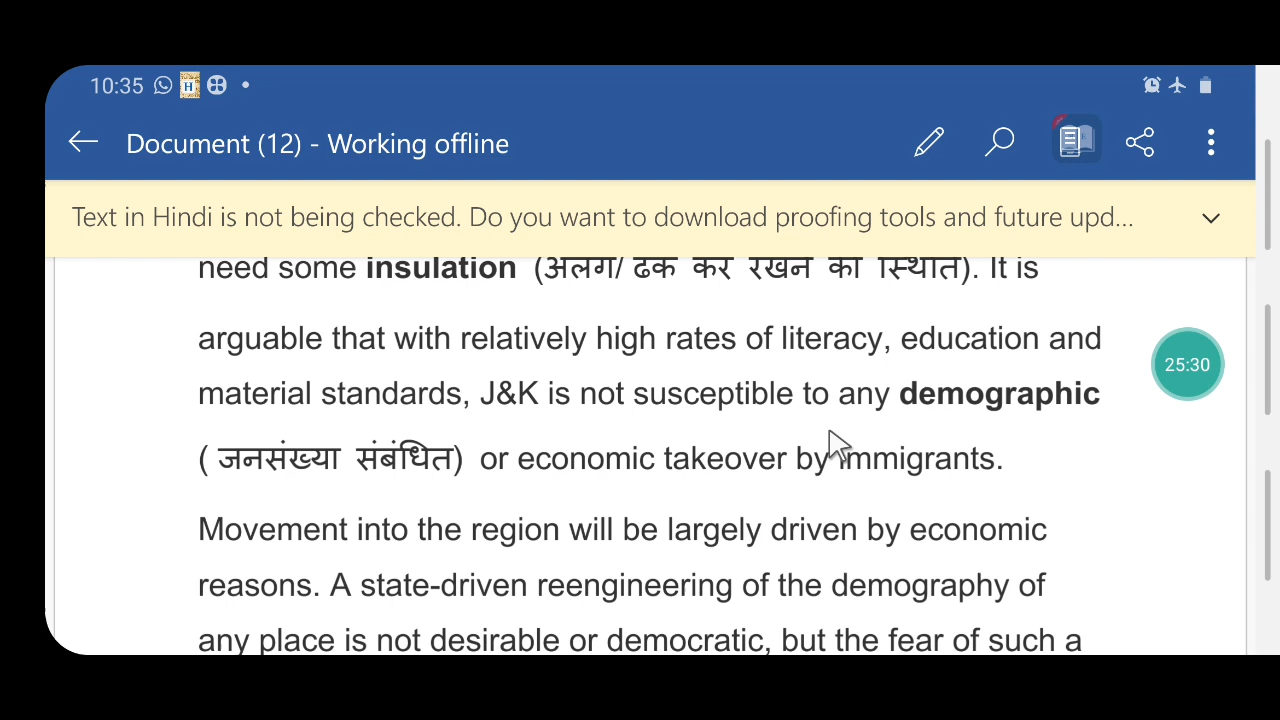 10:35
Document (12) - Working offline
Text in Hindi is not being checked. Do you want to download proofing tools and future upd...
need some insulation (अलग/ ढक कर रखने की स्थिति). It is
arguable that with relatively high rates of literacy, education and
25:30
material standards, J&K is not susceptible to any demographic
( जनसंख्या संबंधित) or economic takeover by immigrants.
Movement into the region will be largely driven by economic
reasons. A state-driven reengineering of the demography of
any place is not desirable or democratic, but the fear of such a